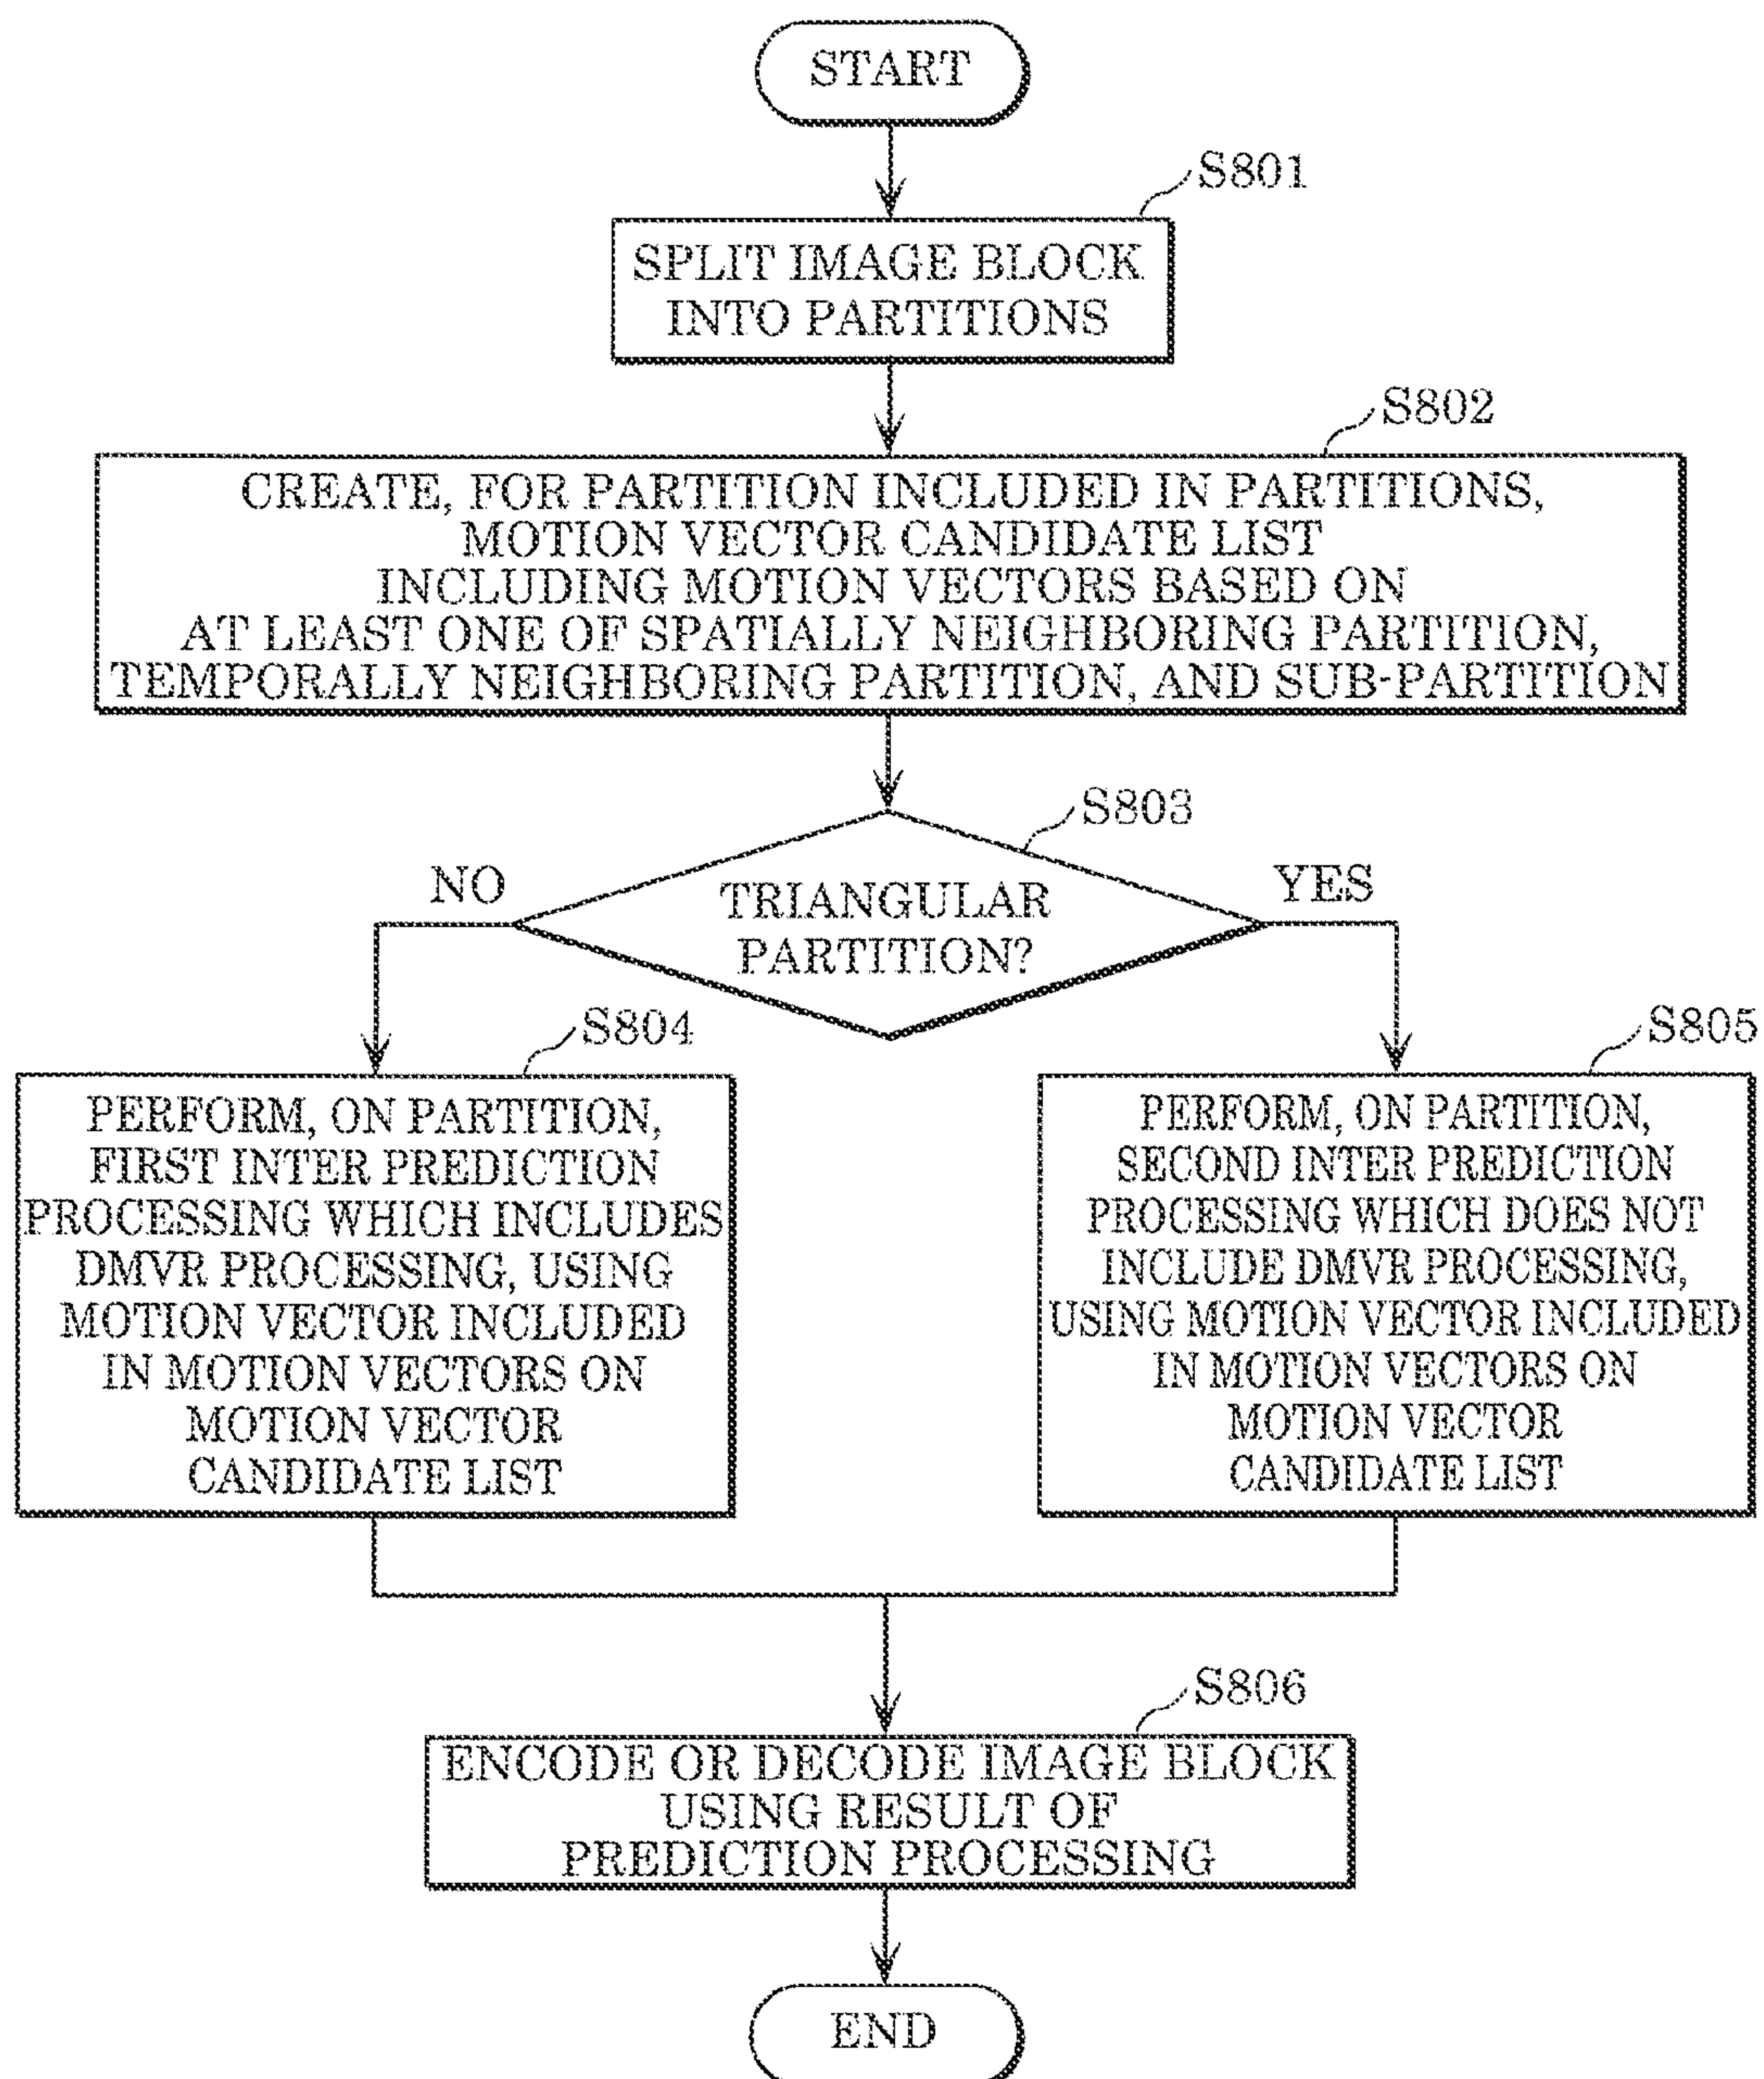 START
S801
SPLIT IMAGE BLOCK
INTO PARTITIONS
S802
CREATE, FOR PARTITION INCLUDED IN PARTITIONS,
MOTION VECTOR CANDIDATE LIST
INCLUDING MOTION VECTORS BASED ON
AT LEAST ONE OF SPATIALLY NEIGHBORING PARTITION,
TEMPORALLY NEIGHBORING PARTITION, AND SUB-PARTITION
S803
NO
YES
TRIANGULAR
PARTITION?
S804
PERFORM, ON PARTITION,
FIRST INTER PREDICTION
PROCESSING WHICH INCLUDES
DMVR PROCESSING, USING
MOTION VECTOR INCLUDED
IN MOTION VECTORS ON
MOTION VECTOR
CANDIDATE LIST
S805
PERFORM, ON PARTITION,
SECOND INTER PREDICTION
PROCESSING WHICH DOES NOT
INCLUDE DMVR PROCESSING,
USING MOTION VECTOR INCLUDED
IN MOTION VECTORS ON
MOTION VECTOR
CANDIDATE LIST
S806
ENCODE OR DECODE IMAGE BLOCK
USING RESULT OF
PREDICTION PROCESSING
END